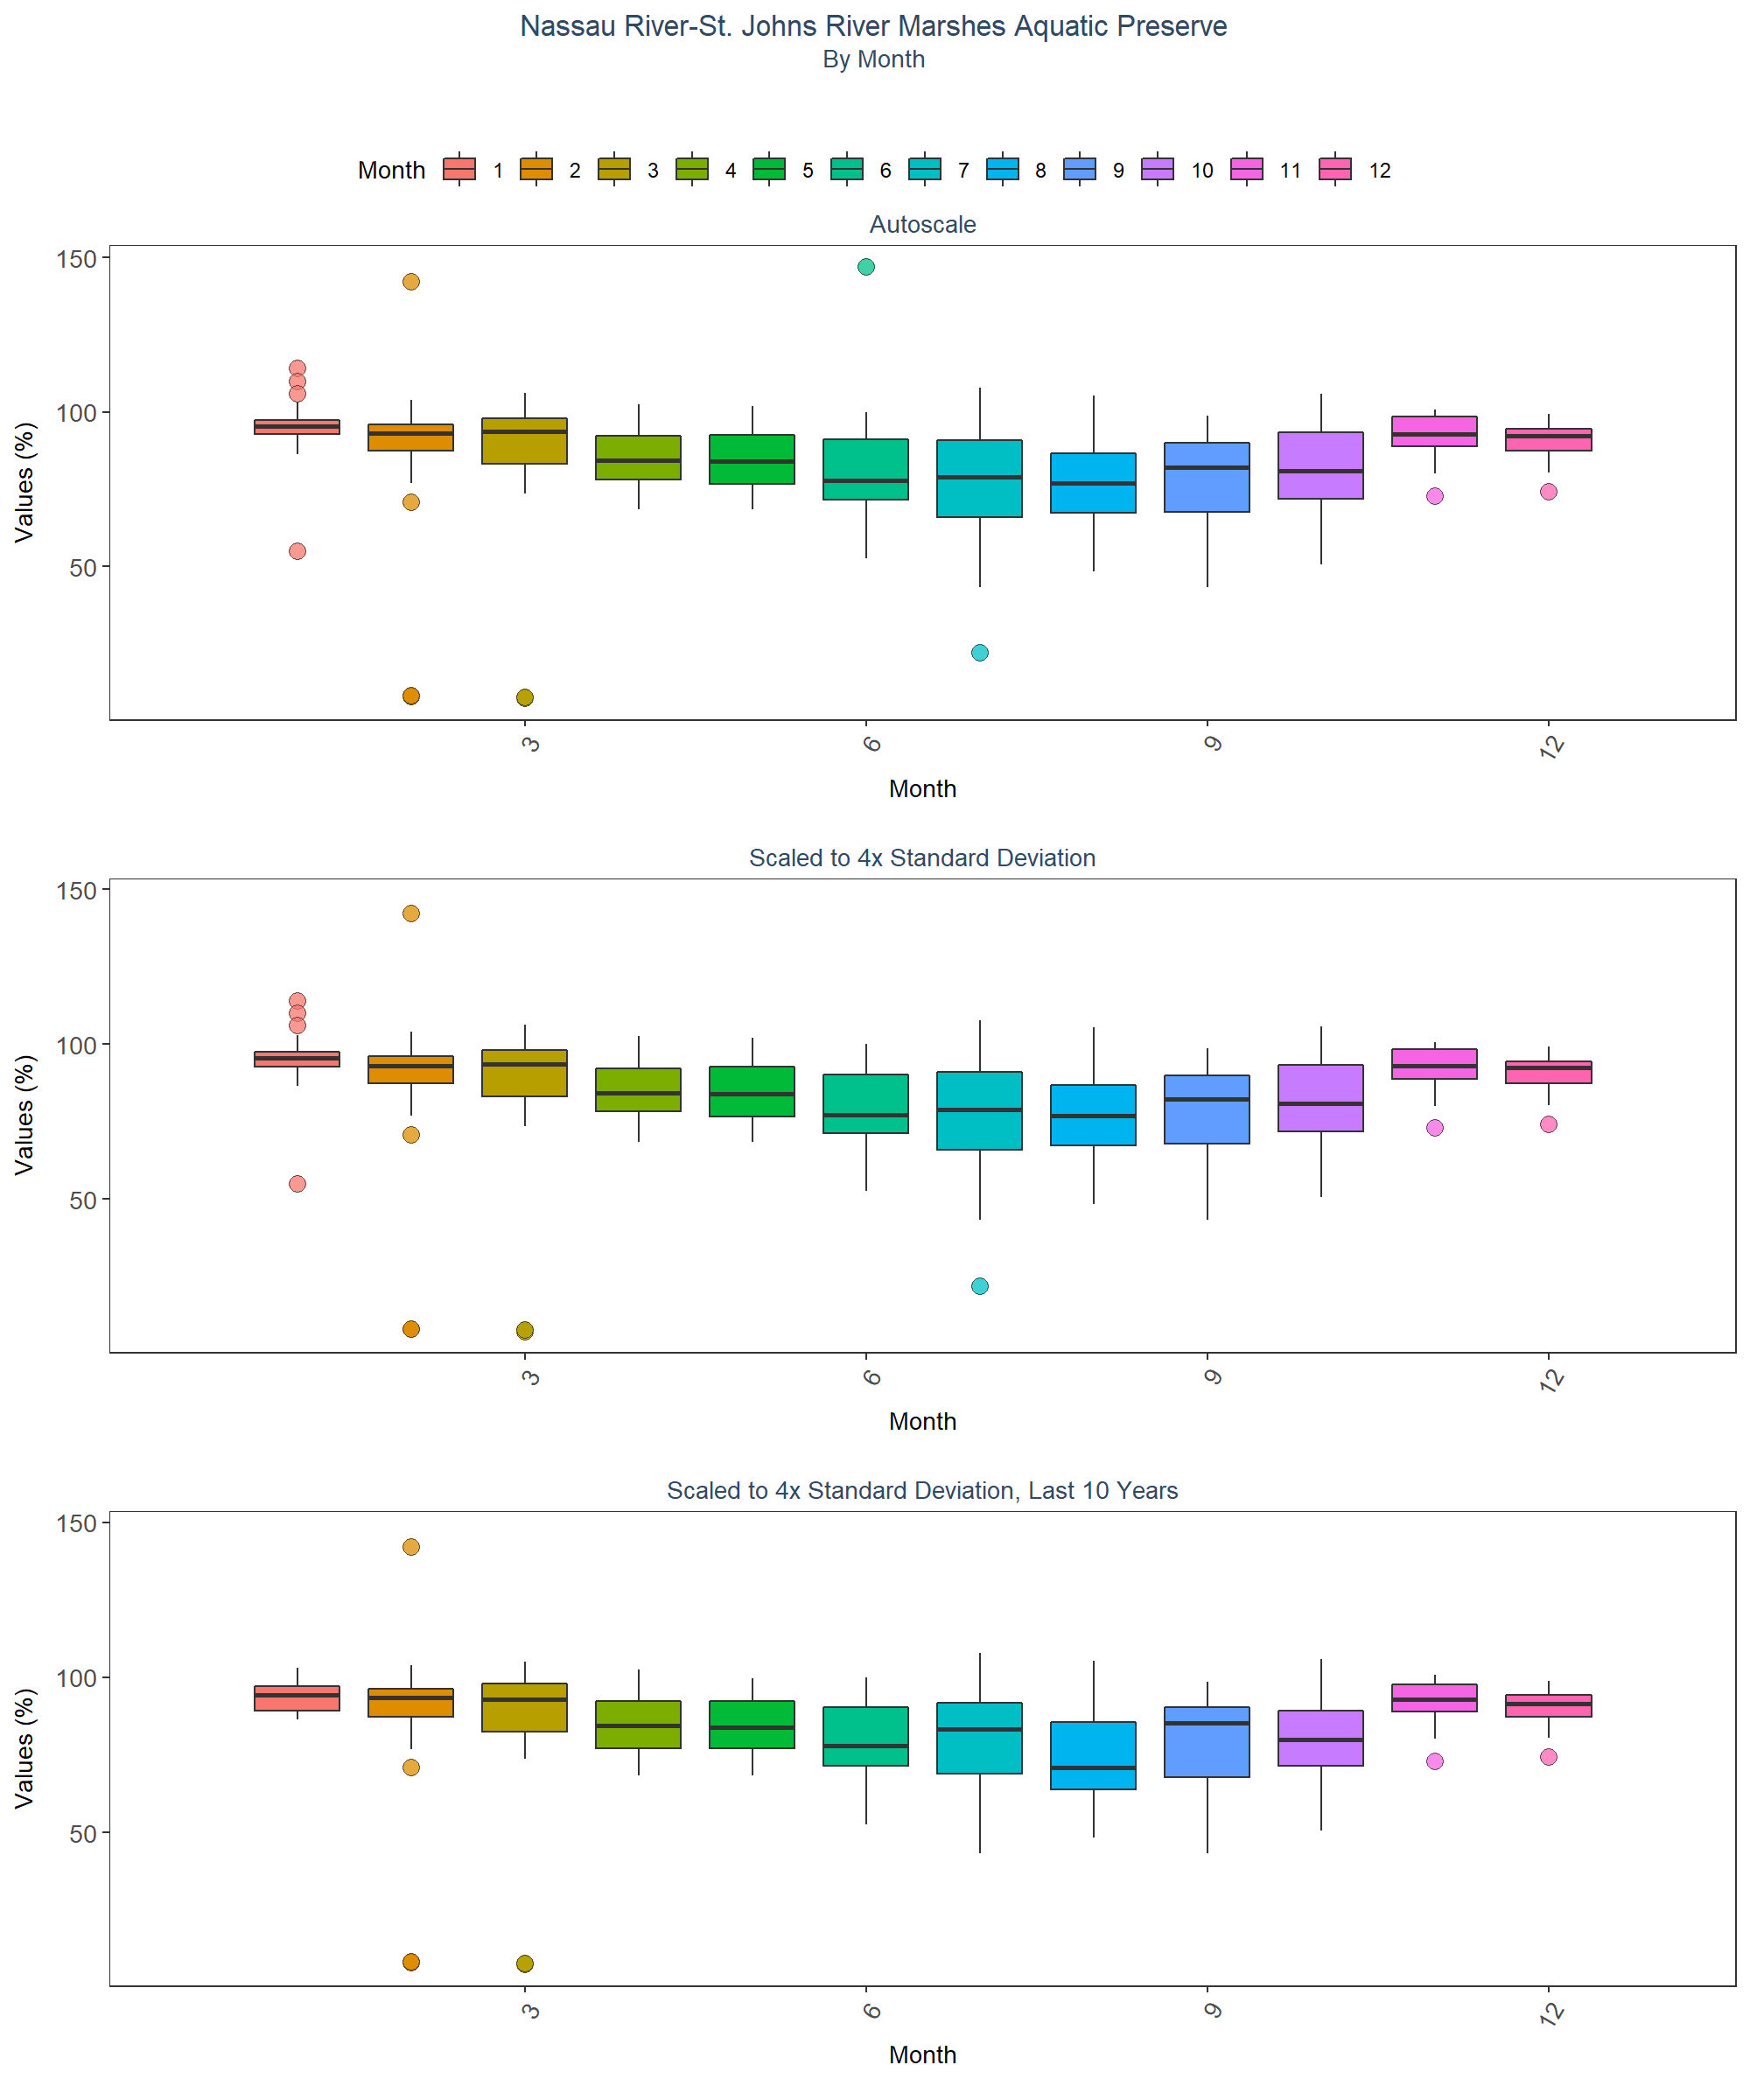 Nassau River-St. Johns River Marshes Aquatic Preserve
By Month
Month 1 2 3 4 5 6 7 8 9 10 11 12
Autoscale
Values (%)
150
100
50
3 6 9 12
Month
Scaled to 4x Standard Deviation
Values (%)
150
100
50
3 6 9 12
Month
Scaled to 4x Standard Deviation, Last 10 Years
Values (%)
150
100
50
3 6 9 12
Month